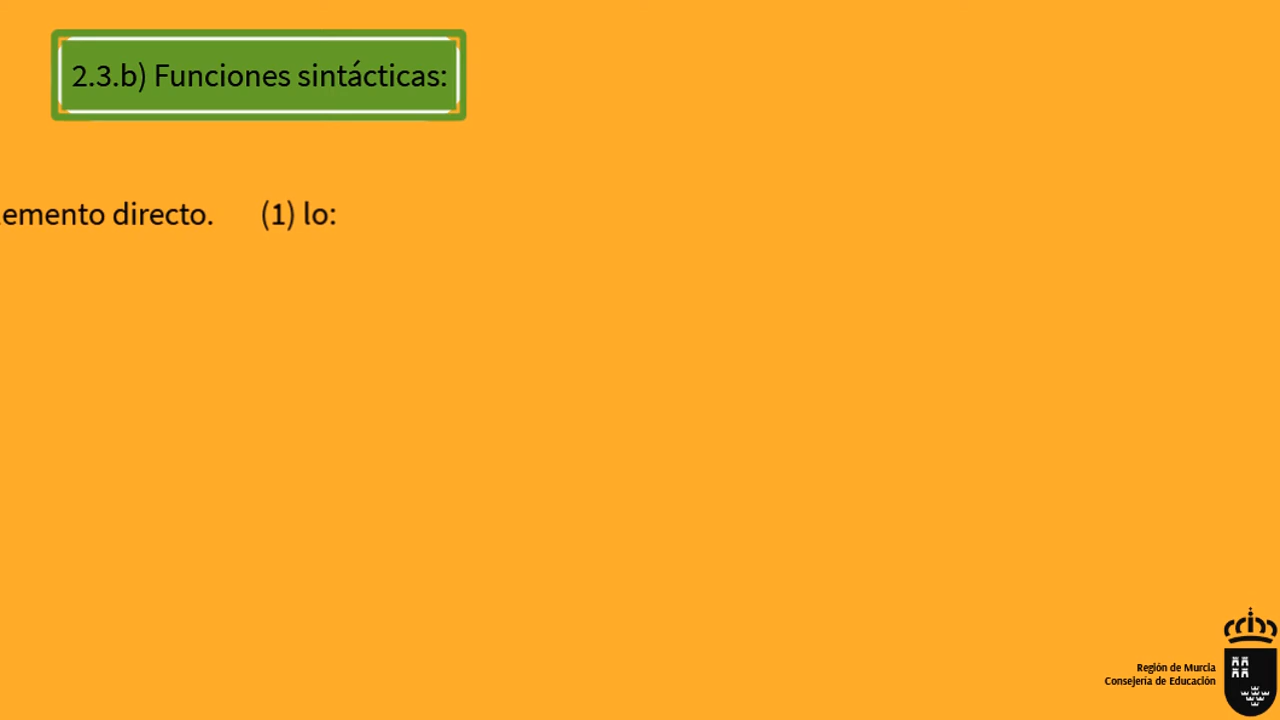 2.3.b) Funciones sintácticas:
emento directo. (1) lo:
Región de Murcia
Consejería de Educación